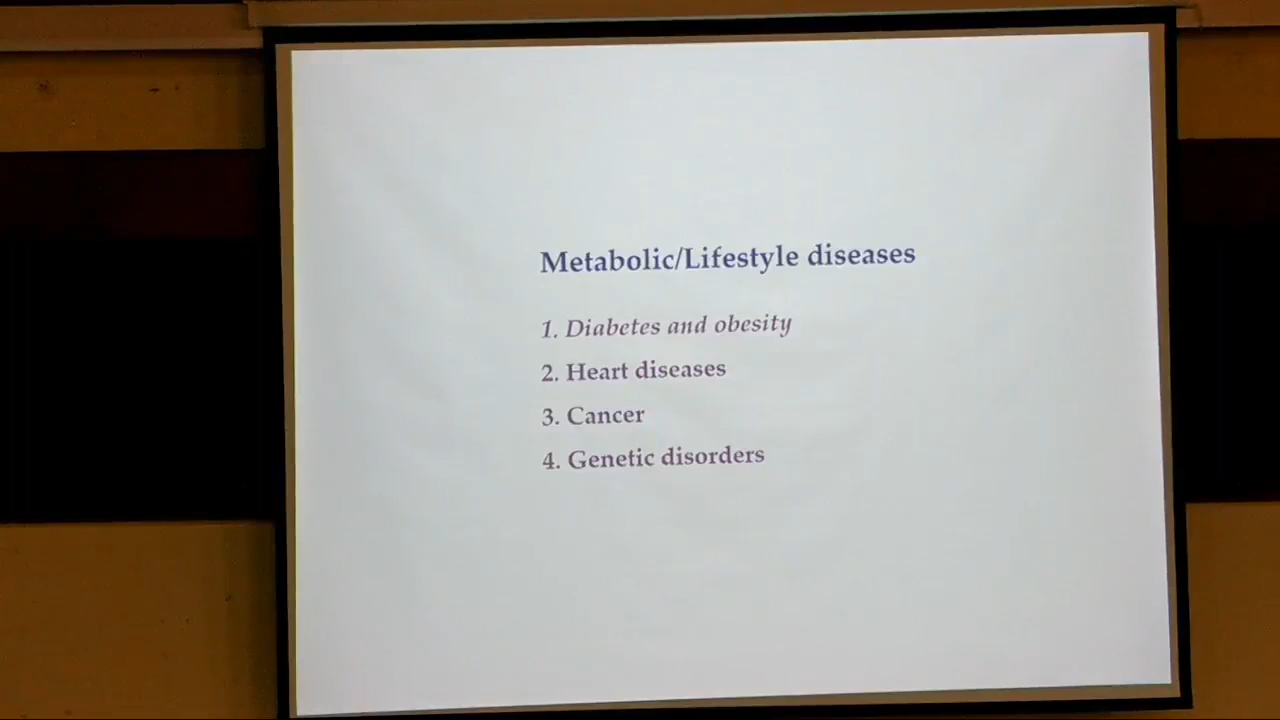 Metabolic/Lifestyle diseases
1. Diabetes and obesity
2. Heart diseases
3. Cancer
4. Genetic disorders